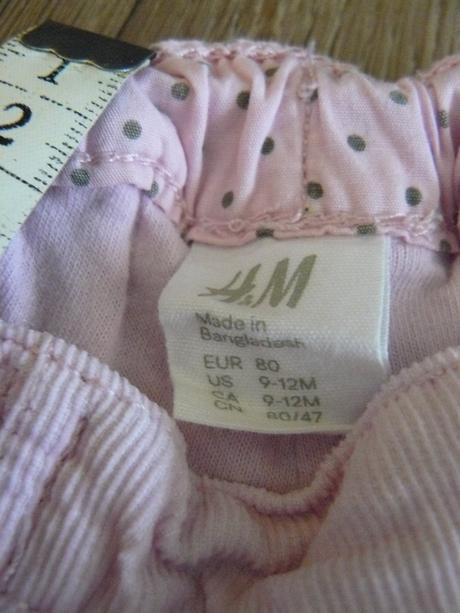 1
2
H&M
Made in
Bangladesh
EUR 80
US 9-12M
CA 9-12M
CN 80/47